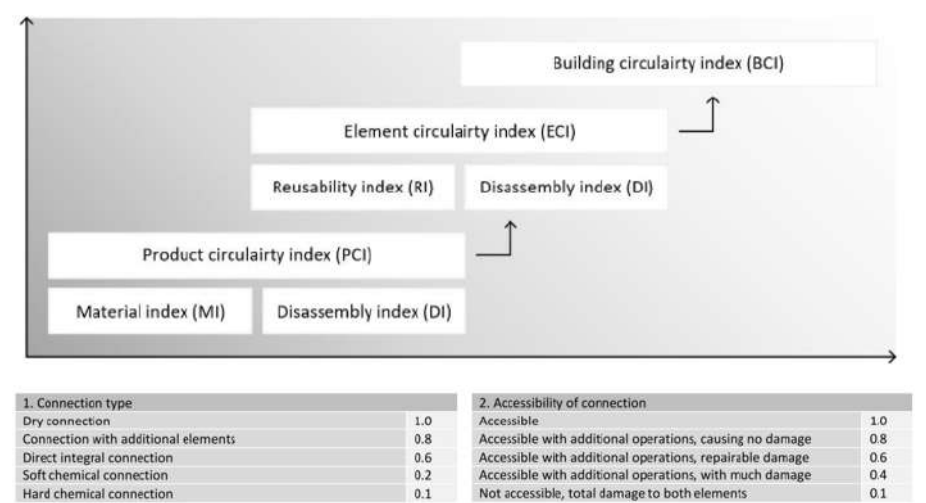 Building circulairty index (BCI)
Element circulairty index (ECI)
Reusability index (RI)
Disassembly index (DI)
Product circulairty index (PCI)
Material index (MI)
Disassembly index (DI)
1. Connection type
Dry connection 1.0
Connection with additional elements 0.8
Direct integral connection 0.6
Soft chemical connection 0.2
Hard chemical connection 0.1
2. Accessibility of connection
Accessible 1.0
Accessible with additional operations, causing no damage 0.8
Accessible with additional operations, repairable damage 0.6
Accessible with additional operations, with much damage 0.4
Not accessible, total damage to both elements 0.1